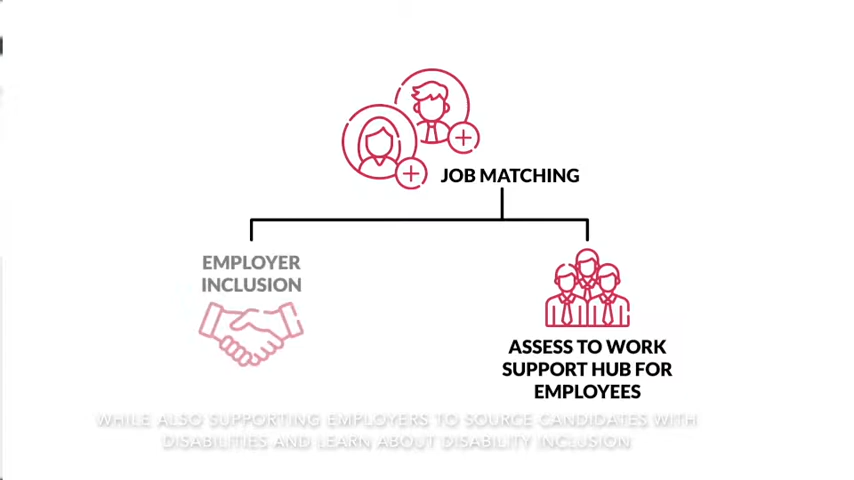 JOB MATCHING
EMPLOYER
INCLUSION
ASSESS TO WORK
SUPPORT HUB FOR
EMPLOYEES
WHILE ALSO SUPPORTING EMPLOYERS TO SOURCE CANDIDATES WITH
DISABILITIES AND LEARN ABOUT DISABILITY INCLUSION